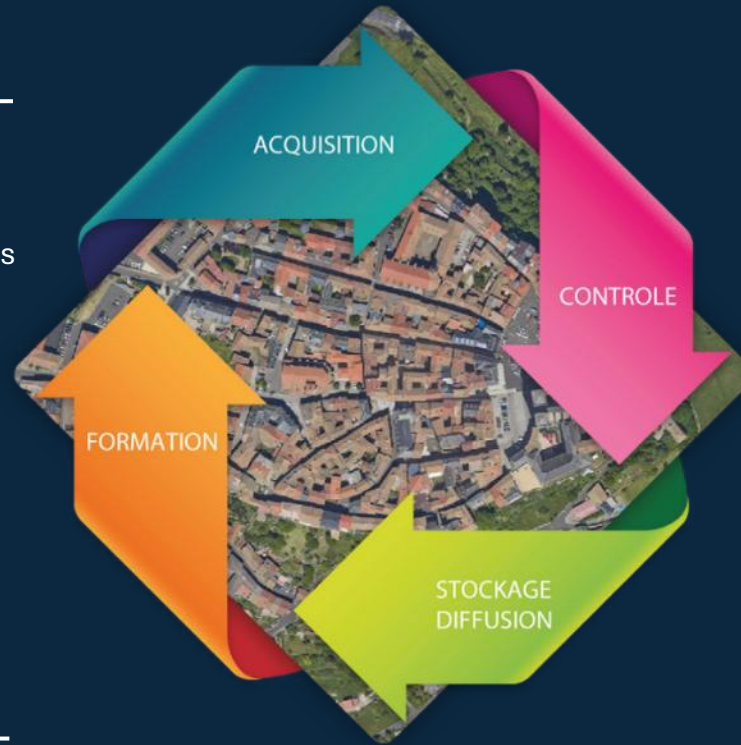 ACQUISITION
s
CONTROLE
FORMATION
STOCKAGE
DIFFUSION